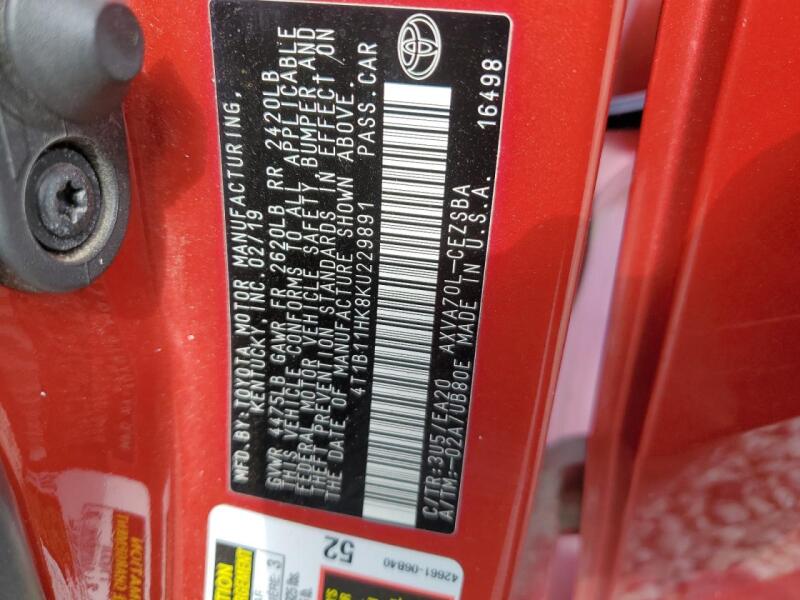 MFD. BY: TOYOTA MOTOR MANUFACTURING,
KENTUCKY, INC. 02/19
GVWR 4475LB GAWR FR 2620LB RR 2420LB
THIS VEHICLE CONFORMS TO ALL APPLICABLE
FEDERAL MOTOR VEHICLE SAFETY, BUMPER, AND
THEFT PREVENTION STANDARDS IN EFFECT ON
THE DATE OF MANUFACTURE SHOWN ABOVE.
4T1B11HK8KU229891 PASS.CAR
C/TR:3U5/EA20
A/TM:-02A/UB80E AXVA70L-CEZSBA
MADE IN U.S.A. 16498
52
42661-06840